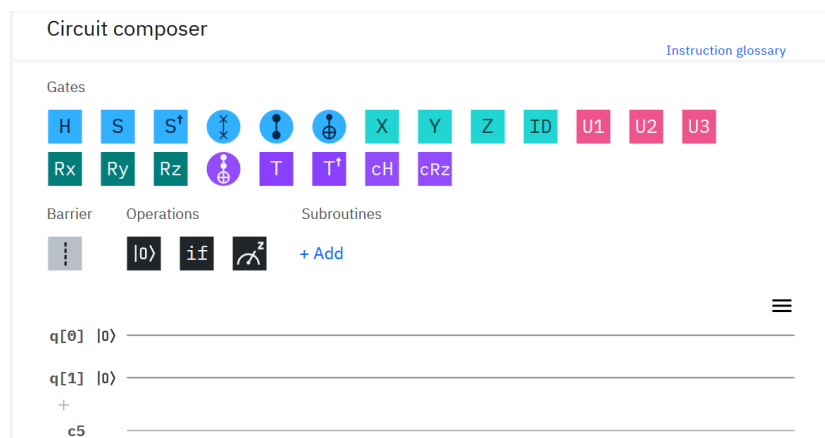 Circuit composer
Instruction glossary
Gates
H S S† X Y Z ID U1 U2 U3
Rx Ry Rz T T† cH cRz
Barrier Operations Subroutines
|0⟩ if z + Add
q[0] |0⟩
q[1] |0⟩
+
c5